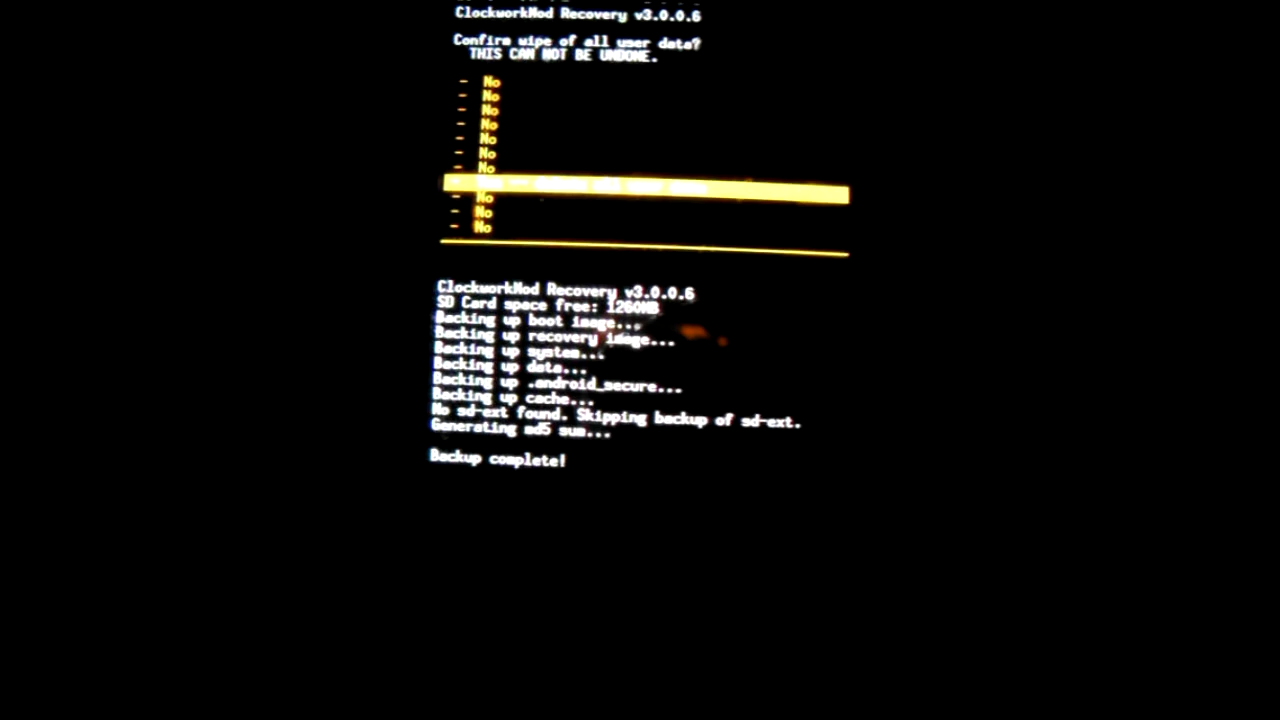 ClockworkMod Recovery v3.0.0.6
Confirm wipe of all user data?
THIS CAN NOT BE UNDONE.
- No
- No
- No
- No
- No
- No
- No
- No
- No
- No
ClockworkMod Recovery v3.0.0.6
SD Card space free: 1260MB
Backing up boot image...
Backing up recovery image...
Backing up system...
Backing up data...
Backing up .android_secure...
Backing up cache...
No sd-ext found. Skipping backup of sd-ext.
Generating md5 sum...
Backup complete!